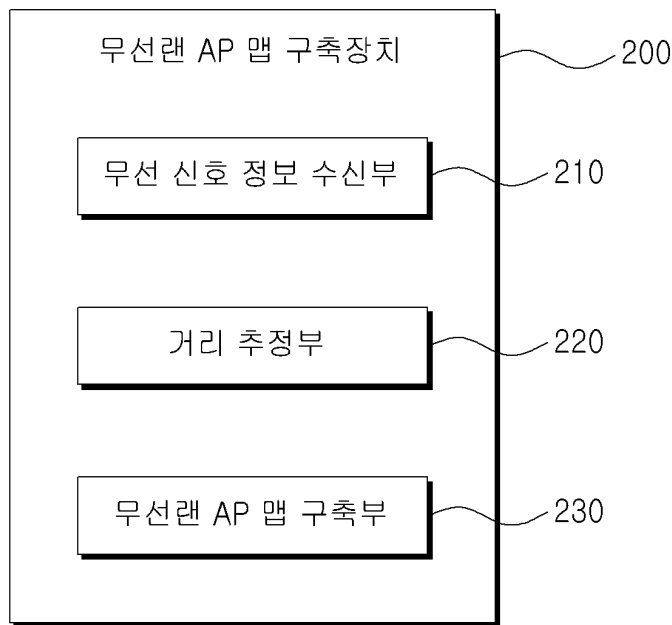 무선랜 AP 맵 구축장치
200
무선 신호 정보 수신부
210
거리 추정부
220
무선랜 AP 맵 구축부
230